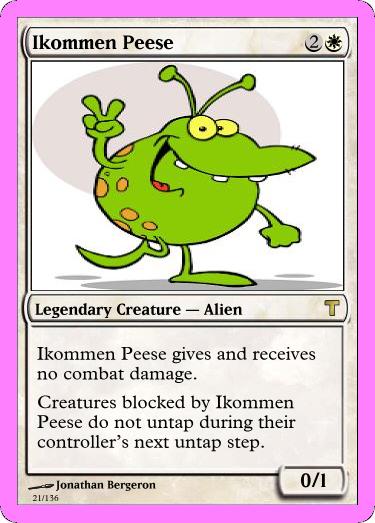 Ikommen Peese 2
Legendary Creature — Alien T
Ikommen Peese gives and receives
no combat damage.
Creatures blocked by Ikommen
Peese do not untap during their
controller's next untap step.
Jonathan Bergeron
21/136
0/1